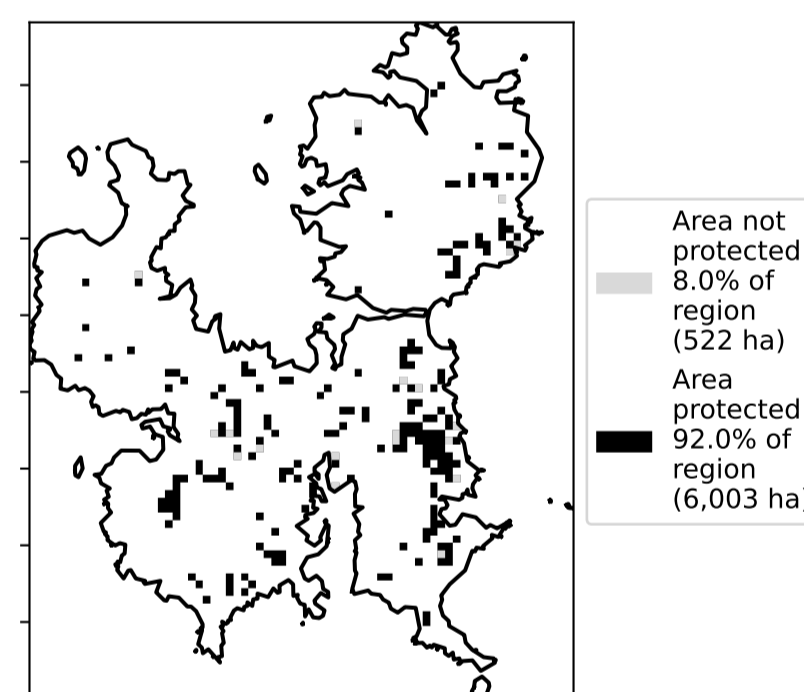 Area not
protected
8.0% of
region
(522 ha)
Area
protected
92.0% of
region
(6,003 ha)